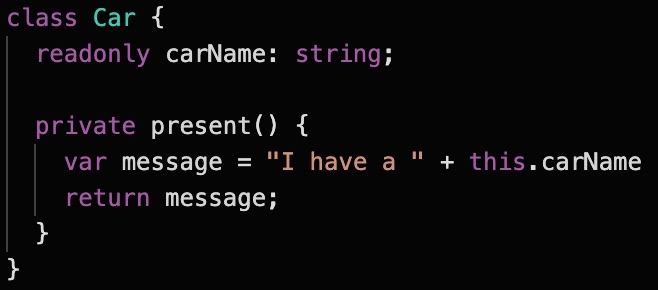 class Car {
  readonly carName: string;

  private present() {
    var message = "I have a " + this.carName
    return message;
  }
}